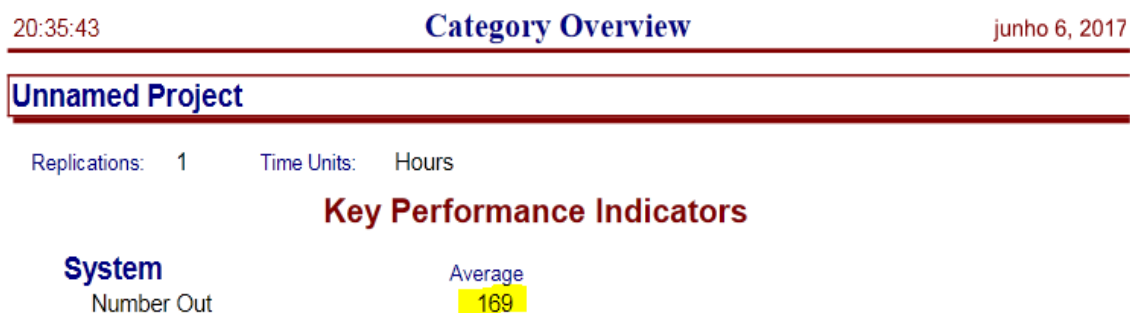 20:35:43 Category Overview junho 6, 2017
Unnamed Project
Replications: 1 Time Units: Hours
Key Performance Indicators
System Average
Number Out 169